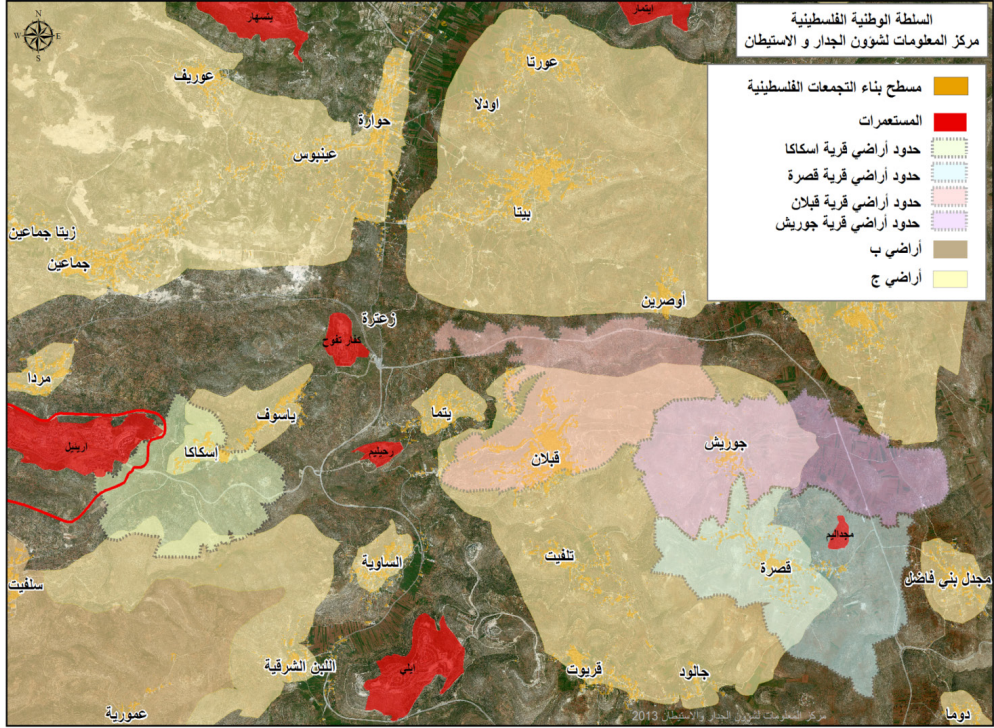 السلطة الوطنية الفلسطينية
مركز المعلومات لشؤون الجدار و الاستيطان
مسطح بناء التجمعات الفلسطينية
المستعمرات
حدود أراضي قرية اسكاكا
حدود أراضي قرية قصرة
حدود أراضي قرية قبلان
حدود أراضي قرية جوريش
أراضي ب
أراضي ج
N
W
E
S
يتسهار
ايتمار
عوريف
عورتا
اودلا
حوارة
عينبوس
بيتا
زيتا جماعين
جماعين
أوصرين
زعترة
كفار تفوح
مردا
ياسوف
يتما
اريئيل
إسكاكا
رحيليم
قبلان
جوريش
مجداليم
الساوية
تلفيت
قصرة
مجدل بني فاضل
سلفيت
اللبن الشرقية
ايلي
قريوت
جالود
عمورية
دوما
مركز المعلومات لشؤون الجدار والاستيطان 2013